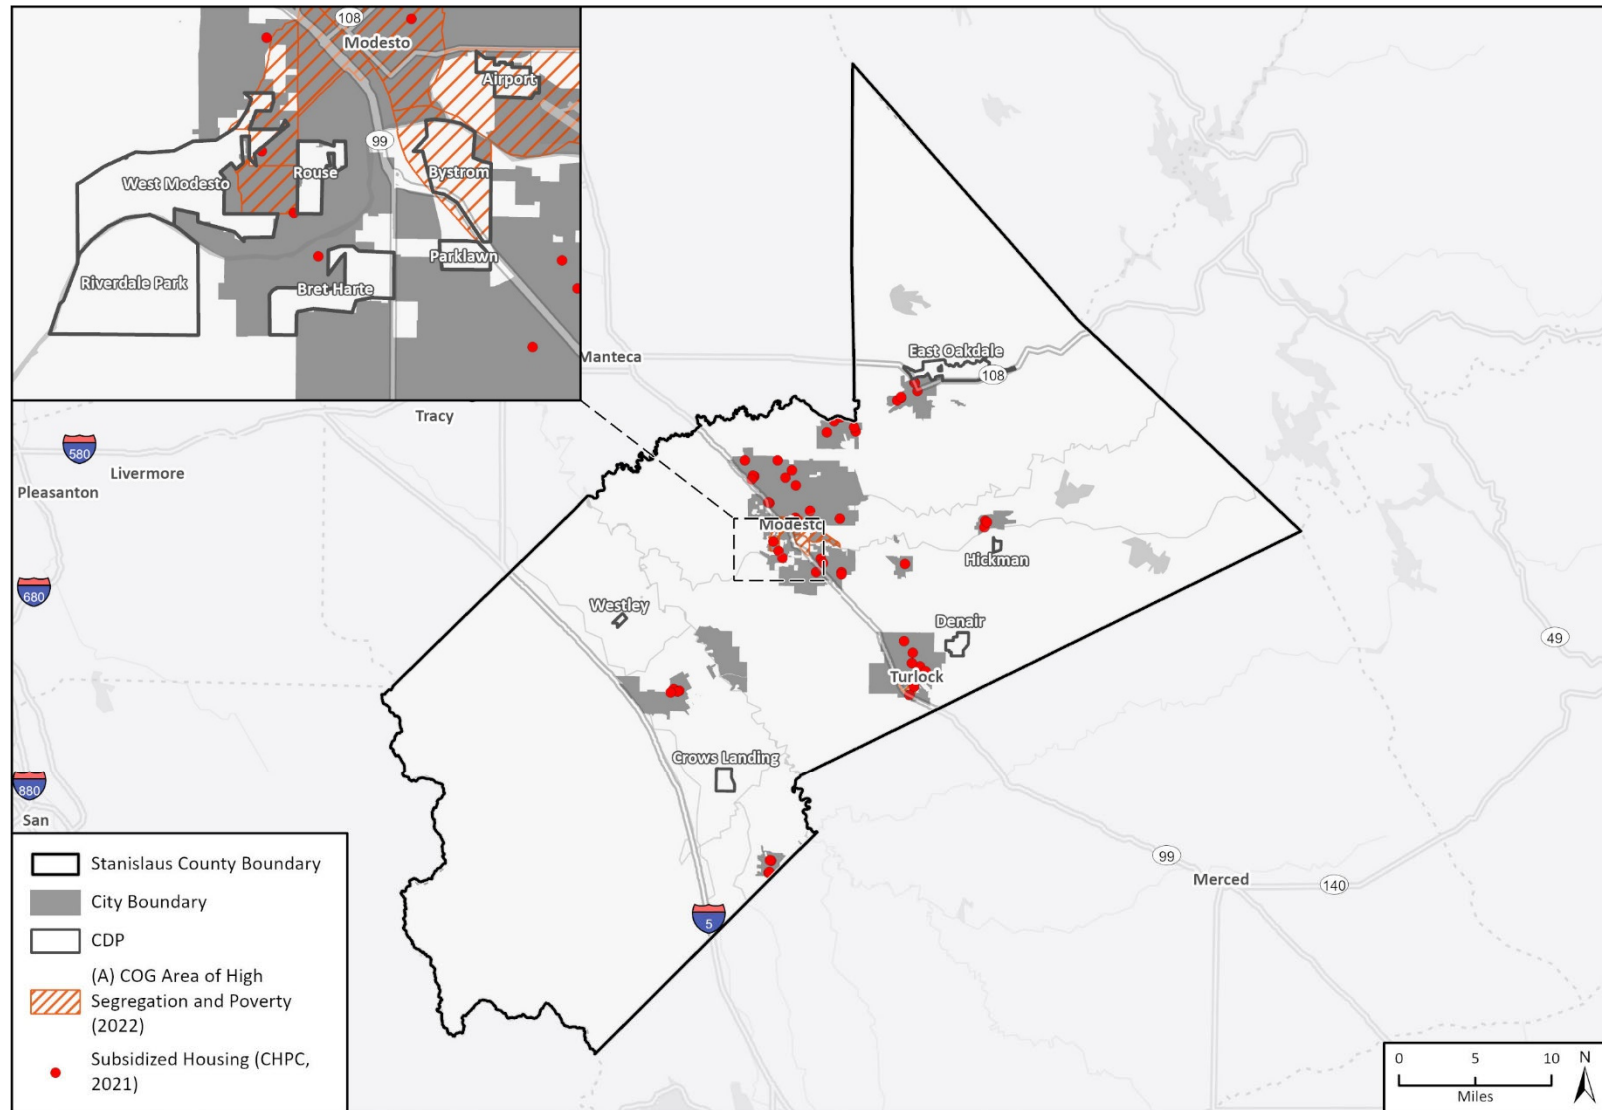 108
Modesto
Airport
99
West Modesto
Rouse
Bystrom
Parklawn
Riverdale Park
Bret Harte
Manteca
East Oakdale
108
Tracy
580
Livermore
Pleasanton
Modesto
Hickman
680
Westley
Denair
49
Turlock
Crows Landing
880
San
99
Merced
140
5
Stanislaus County Boundary
City Boundary
CDP
(A) COG Area of High
Segregation and Poverty
(2022)
Subsidized Housing (CHPC,
2021)
0 5 10
Miles
N